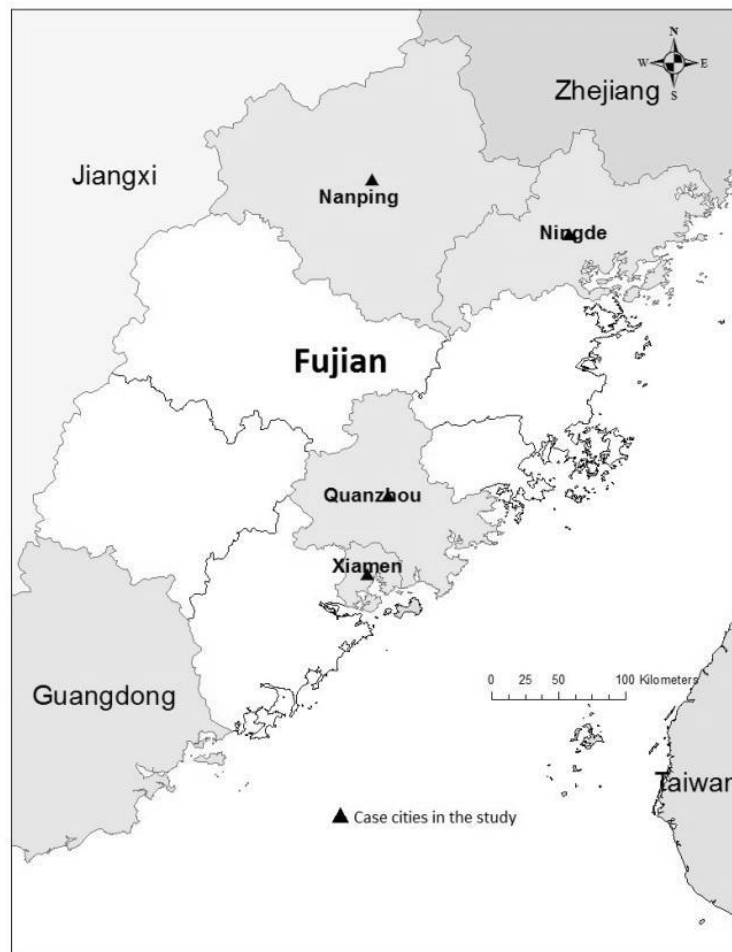 N
W E
S
Zhejiang
Jiangxi
Nanping
Ningde
Fujian
Quanzhou
Xiamen
0 25 50 100 Kilometers
Guangdong
Taiwan
Case cities in the study